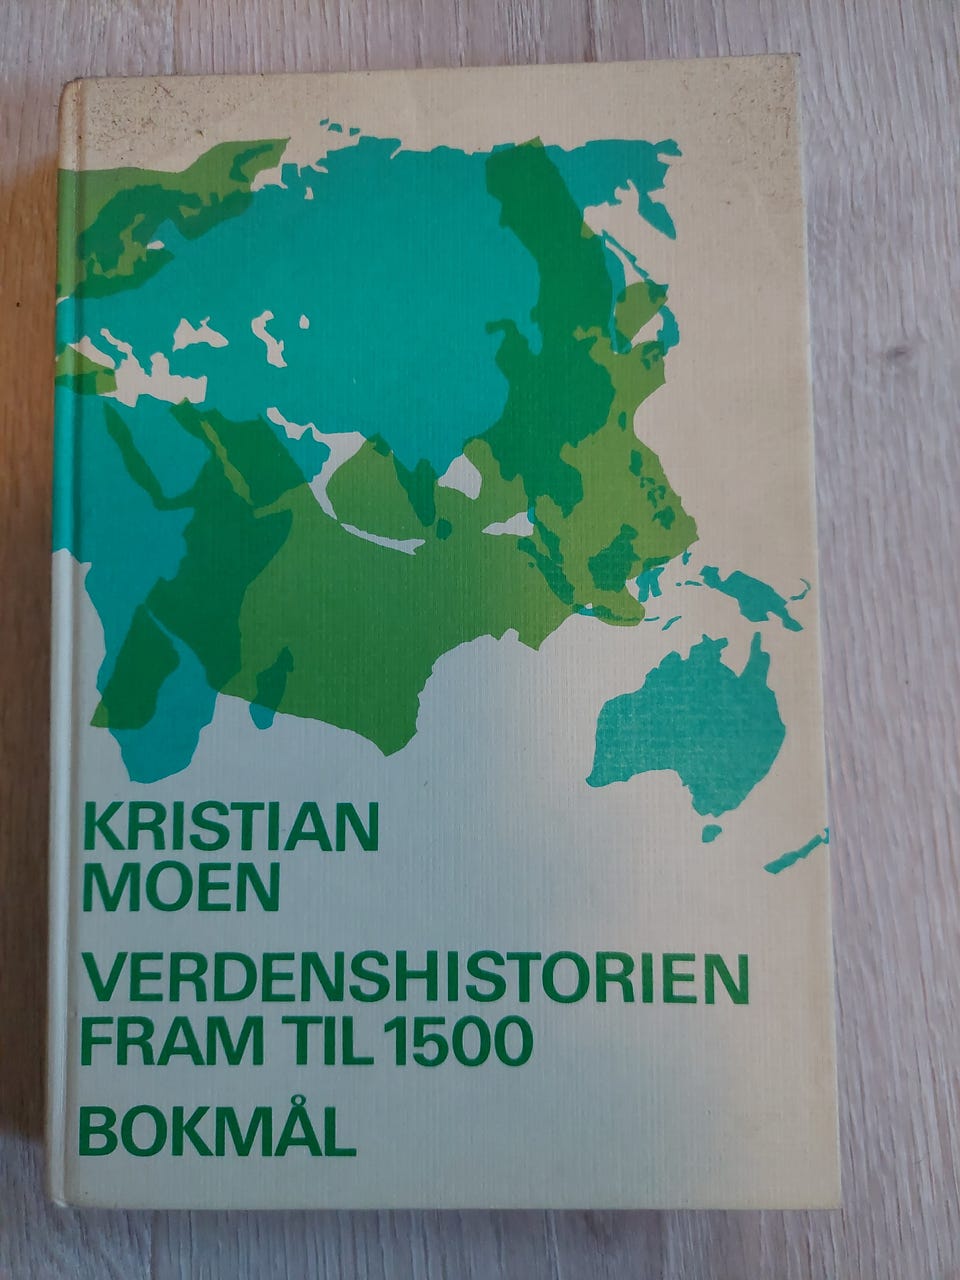 KRISTIAN
MOEN
VERDENSHISTORIEN
FRAM TIL 1500
BOKMÅL